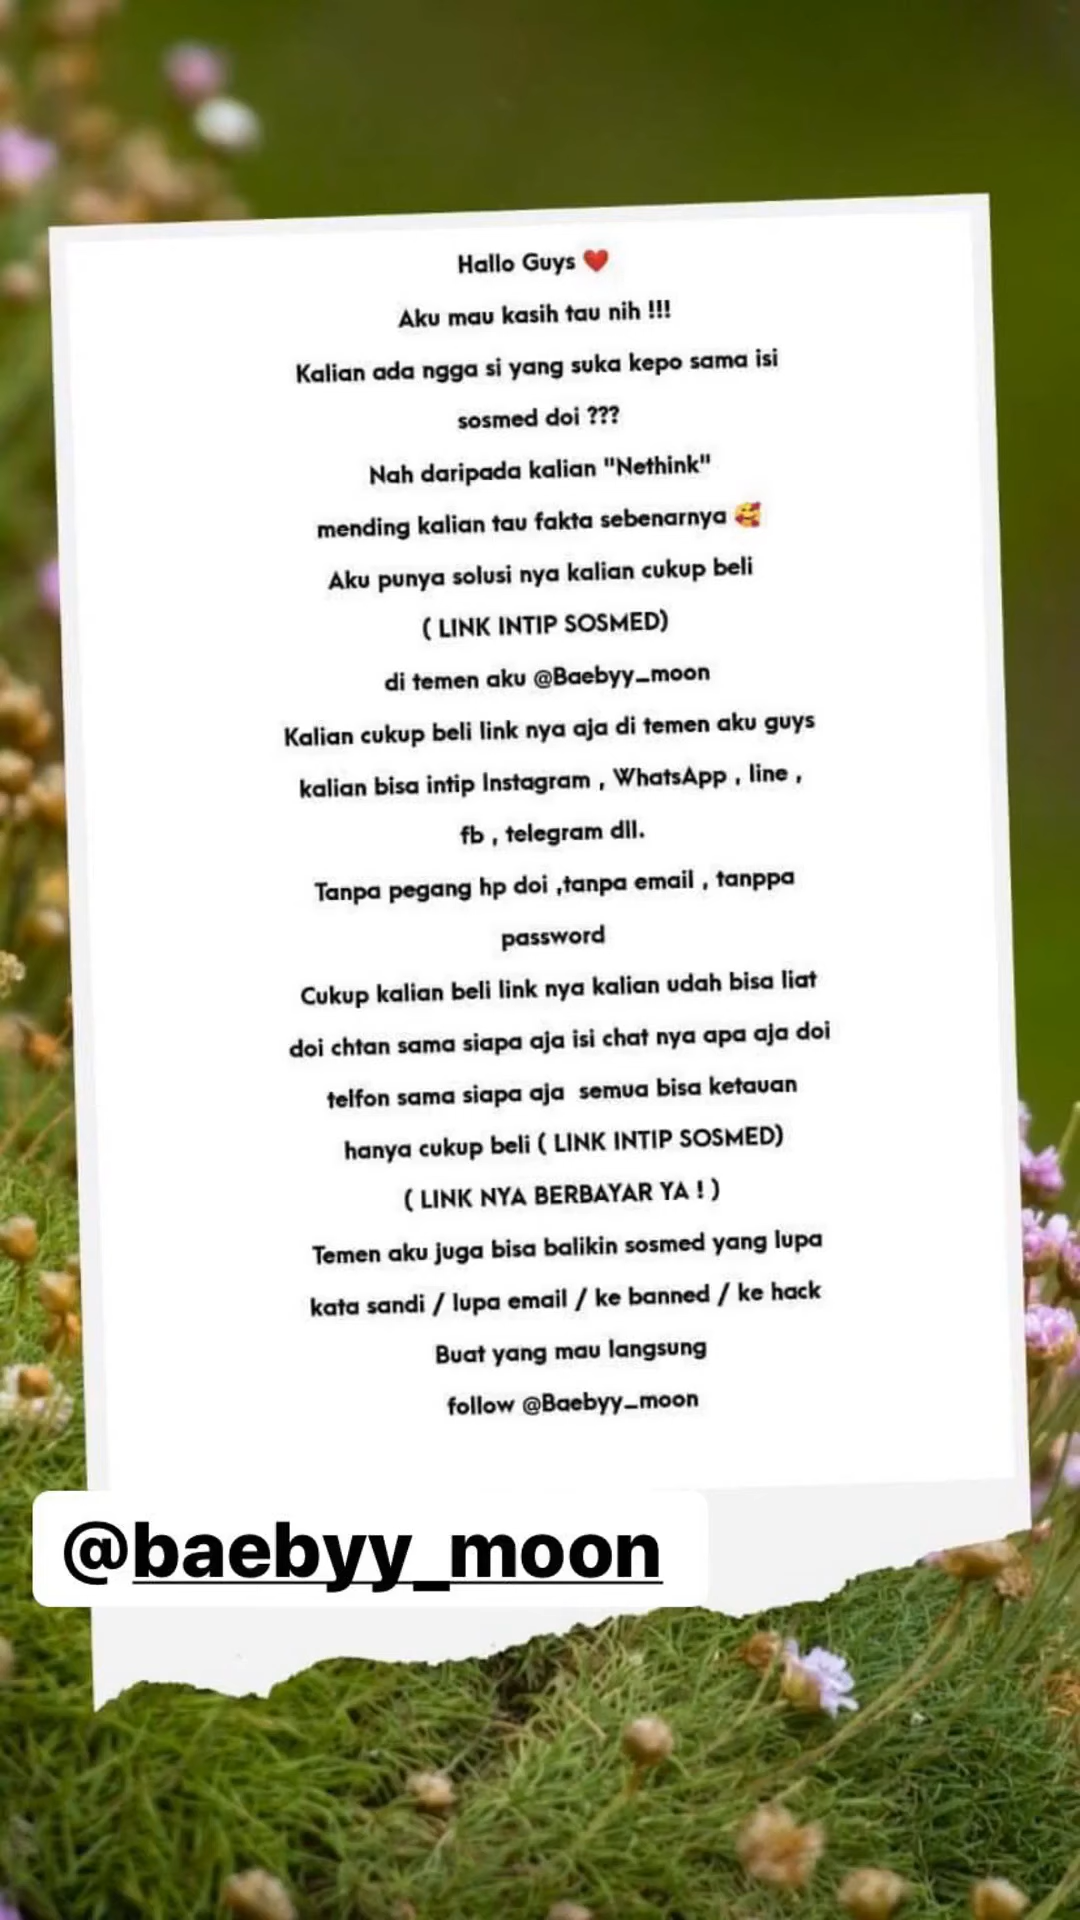 Hallo Guys ❤️
Aku mau kasih tau nih !!!
Kalian ada ngga si yang suka kepo sama isi
sosmed doi ???
Nah daripada kalian "Nethink"
mending kalian tau fakta sebenarnya 🥰
Aku punya solusi nya kalian cukup beli
( LINK INTIP SOSMED)
di temen aku @Baebyy_moon
Kalian cukup beli link nya aja di temen aku guys
kalian bisa intip Instagram , WhatsApp , line ,
fb , telegram dll.
Tanpa pegang hp doi ,tanpa email , tanppa
password
Cukup kalian beli link nya kalian udah bisa liat
doi chtan sama siapa aja isi chat nya apa aja doi
telfon sama siapa aja  semua bisa ketauan
hanya cukup beli ( LINK INTIP SOSMED)
( LINK NYA BERBAYAR YA ! )
Temen aku juga bisa balikin sosmed yang lupa
kata sandi / lupa email / ke banned / ke hack
Buat yang mau langsung
follow @Baebyy_moon
@baebyy_moon